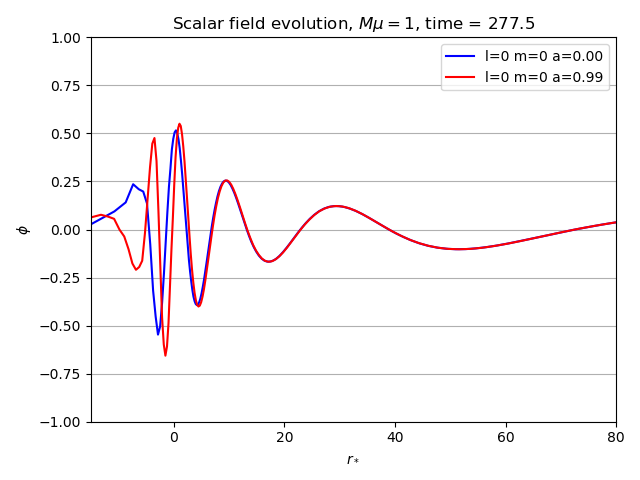 Scalar field evolution, Mμ = 1, time = 277.5
l=0 m=0 a=0.00
l=0 m=0 a=0.99
1.00
0.75
0.50
0.25
0.00
−0.25
−0.50
−0.75
−1.00
ϕ
0 20 40 60 80
r*